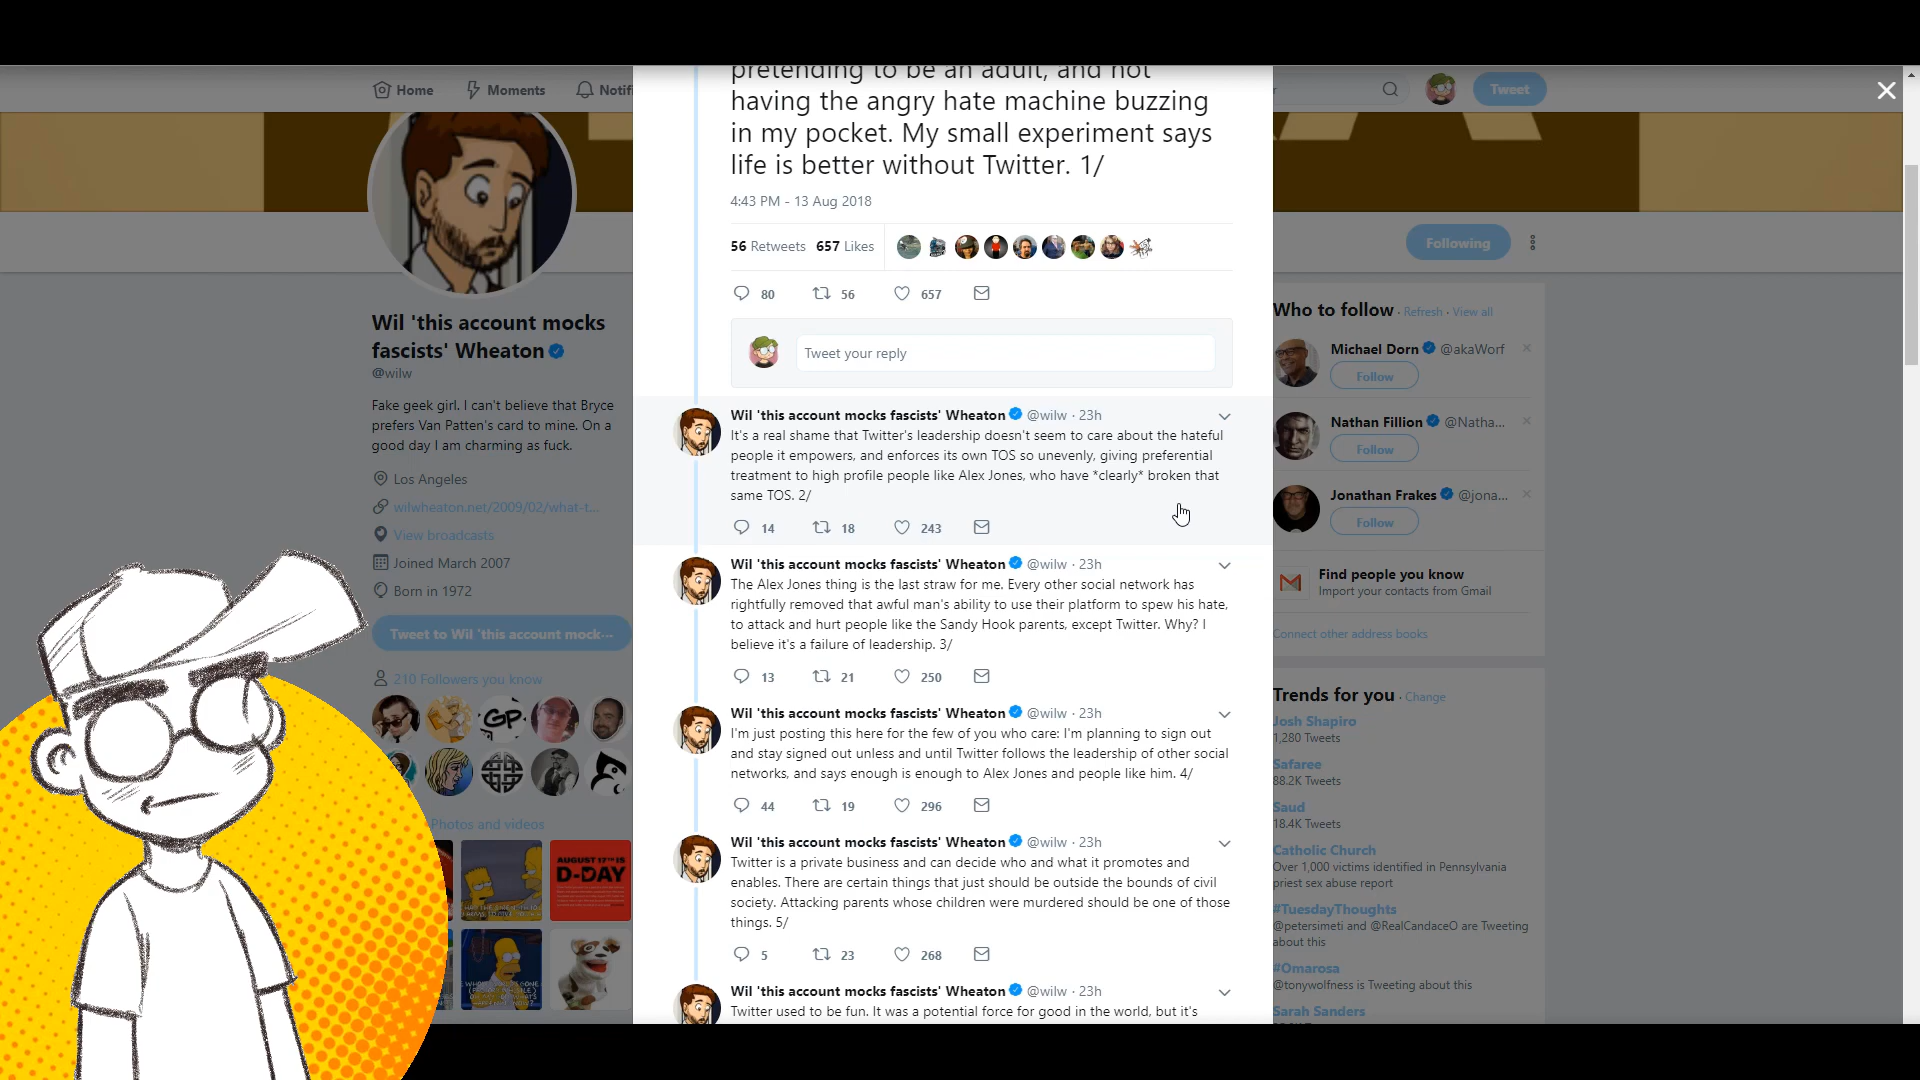 Home
Moments
Notifi
Tweet
Following
pretending to be an adult, and not
having the angry hate machine buzzing
in my pocket. My small experiment says
life is better without Twitter. 1/
4:43 PM - 13 Aug 2018
56 Retweets 657 Likes
80 56 657
Tweet your reply
Wil 'this account mocks fascists' Wheaton @wilw · 23h
It's a real shame that Twitter's leadership doesn't seem to care about the hateful
people it empowers, and enforces its own TOS so unevenly, giving preferential
treatment to high profile people like Alex Jones, who have *clearly* broken that
same TOS. 2/
14 18 243
Wil 'this account mocks fascists' Wheaton @wilw · 23h
The Alex Jones thing is the last straw for me. Every other social network has
rightfully removed that awful man's ability to use their platform to spew his hate,
to attack and hurt people like the Sandy Hook parents, except Twitter. Why? I
believe it's a failure of leadership. 3/
13 21 250
Wil 'this account mocks fascists' Wheaton @wilw · 23h
I'm just posting this here for the few of you who care: I'm planning to sign out
and stay signed out unless and until Twitter follows the leadership of other social
networks, and says enough is enough to Alex Jones and people like him. 4/
44 19 296
Wil 'this account mocks fascists' Wheaton @wilw · 23h
Twitter is a private business and can decide who and what it promotes and
enables. There are certain things that just should be outside the bounds of civil
society. Attacking parents whose children were murdered should be one of those
things. 5/
5 23 268
Wil 'this account mocks fascists' Wheaton @wilw · 23h
Twitter used to be fun. It was a potential force for good in the world, but it's
Wil 'this account mocks
fascists' Wheaton
@wilw
Fake geek girl. I can't believe that Bryce
prefers Van Patten's card to mine. On a
good day I am charming as fuck.
Los Angeles
wilwheaton.net/2009/02/what-t...
View broadcasts
Joined March 2007
Born in 1972
Tweet to Wil 'this account mock...
210 Followers you know
GP
Photos and videos
AUGUST 17TH IS
D-DAY
Who to follow · Refresh · View all
Michael Dorn @akaWorf
Follow
Nathan Fillion @Natha...
Follow
Jonathan Frakes @jona...
Follow
Find people you know
Import your contacts from Gmail
Connect other address books
Trends for you · Change
Josh Shapiro
1,280 Tweets
Safaree
88.2K Tweets
Saud
18.4K Tweets
Catholic Church
Over 1,000 victims identified in Pennsylvania
priest sex abuse report
#TuesdayThoughts
@petersimeti and @RealCandaceO are Tweeting
about this
#Omarosa
@tonywolfness is Tweeting about this
Sarah Sanders